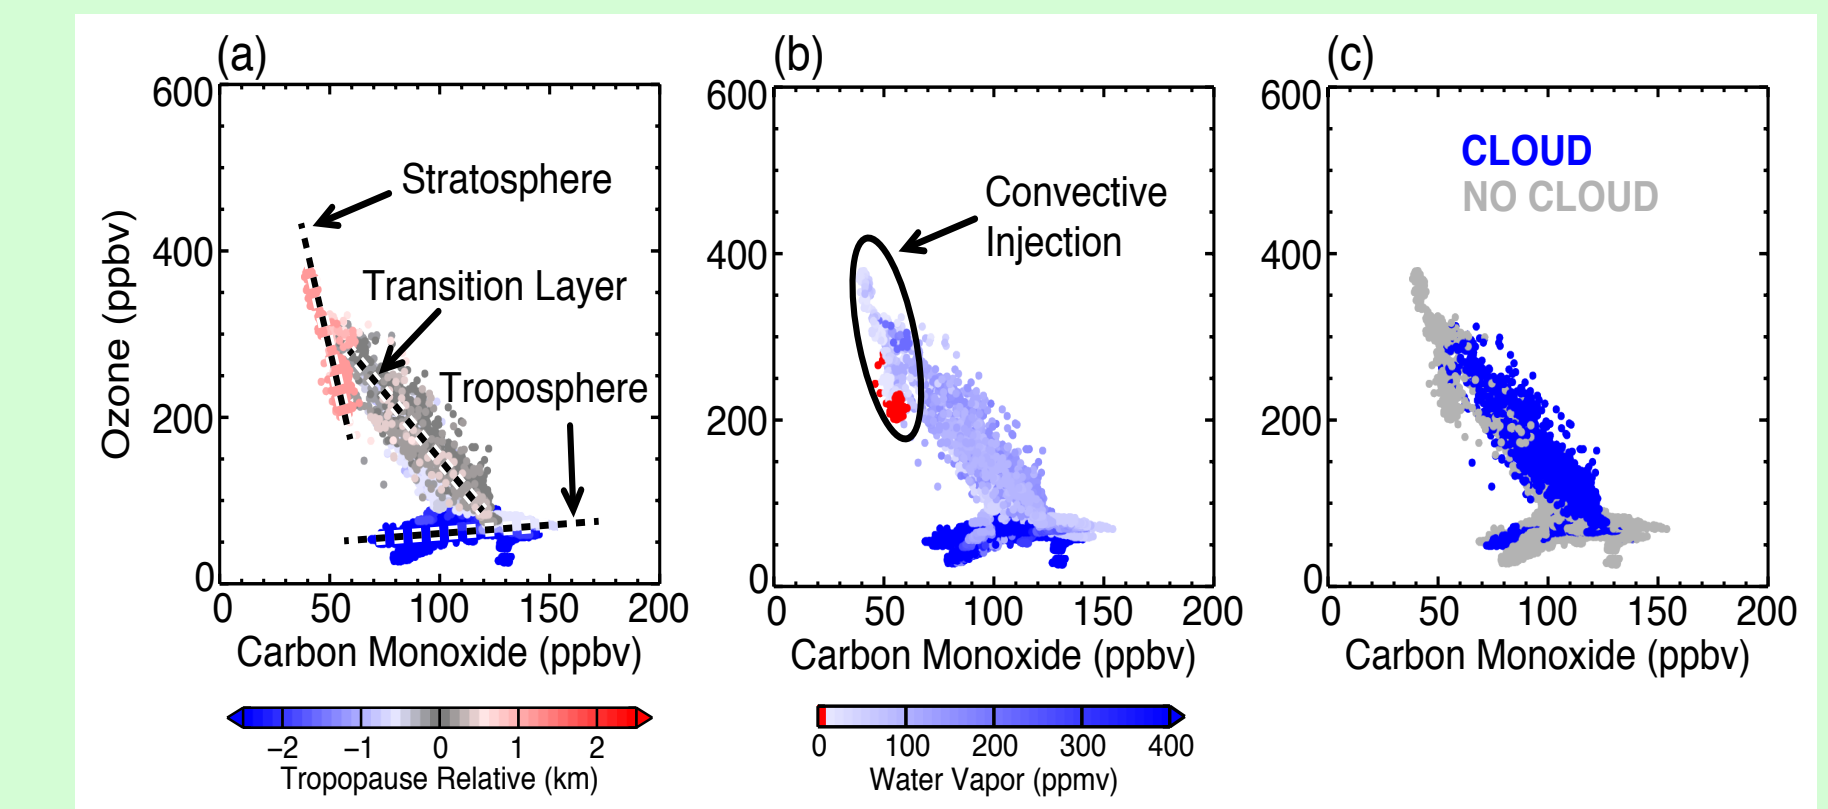 (a)
600
400
200
0
Ozone (ppbv)
Stratosphere
Transition Layer
Troposphere
0 50 100 150 200
Carbon Monoxide (ppbv)
−2 −1 0 1 2
Tropopause Relative (km)
(b)
600
400
200
0
Convective
Injection
0 50 100 150 200
Carbon Monoxide (ppbv)
0 100 200 300 400
Water Vapor (ppmv)
(c)
600
400
200
0
CLOUD
NO CLOUD
0 50 100 150 200
Carbon Monoxide (ppbv)